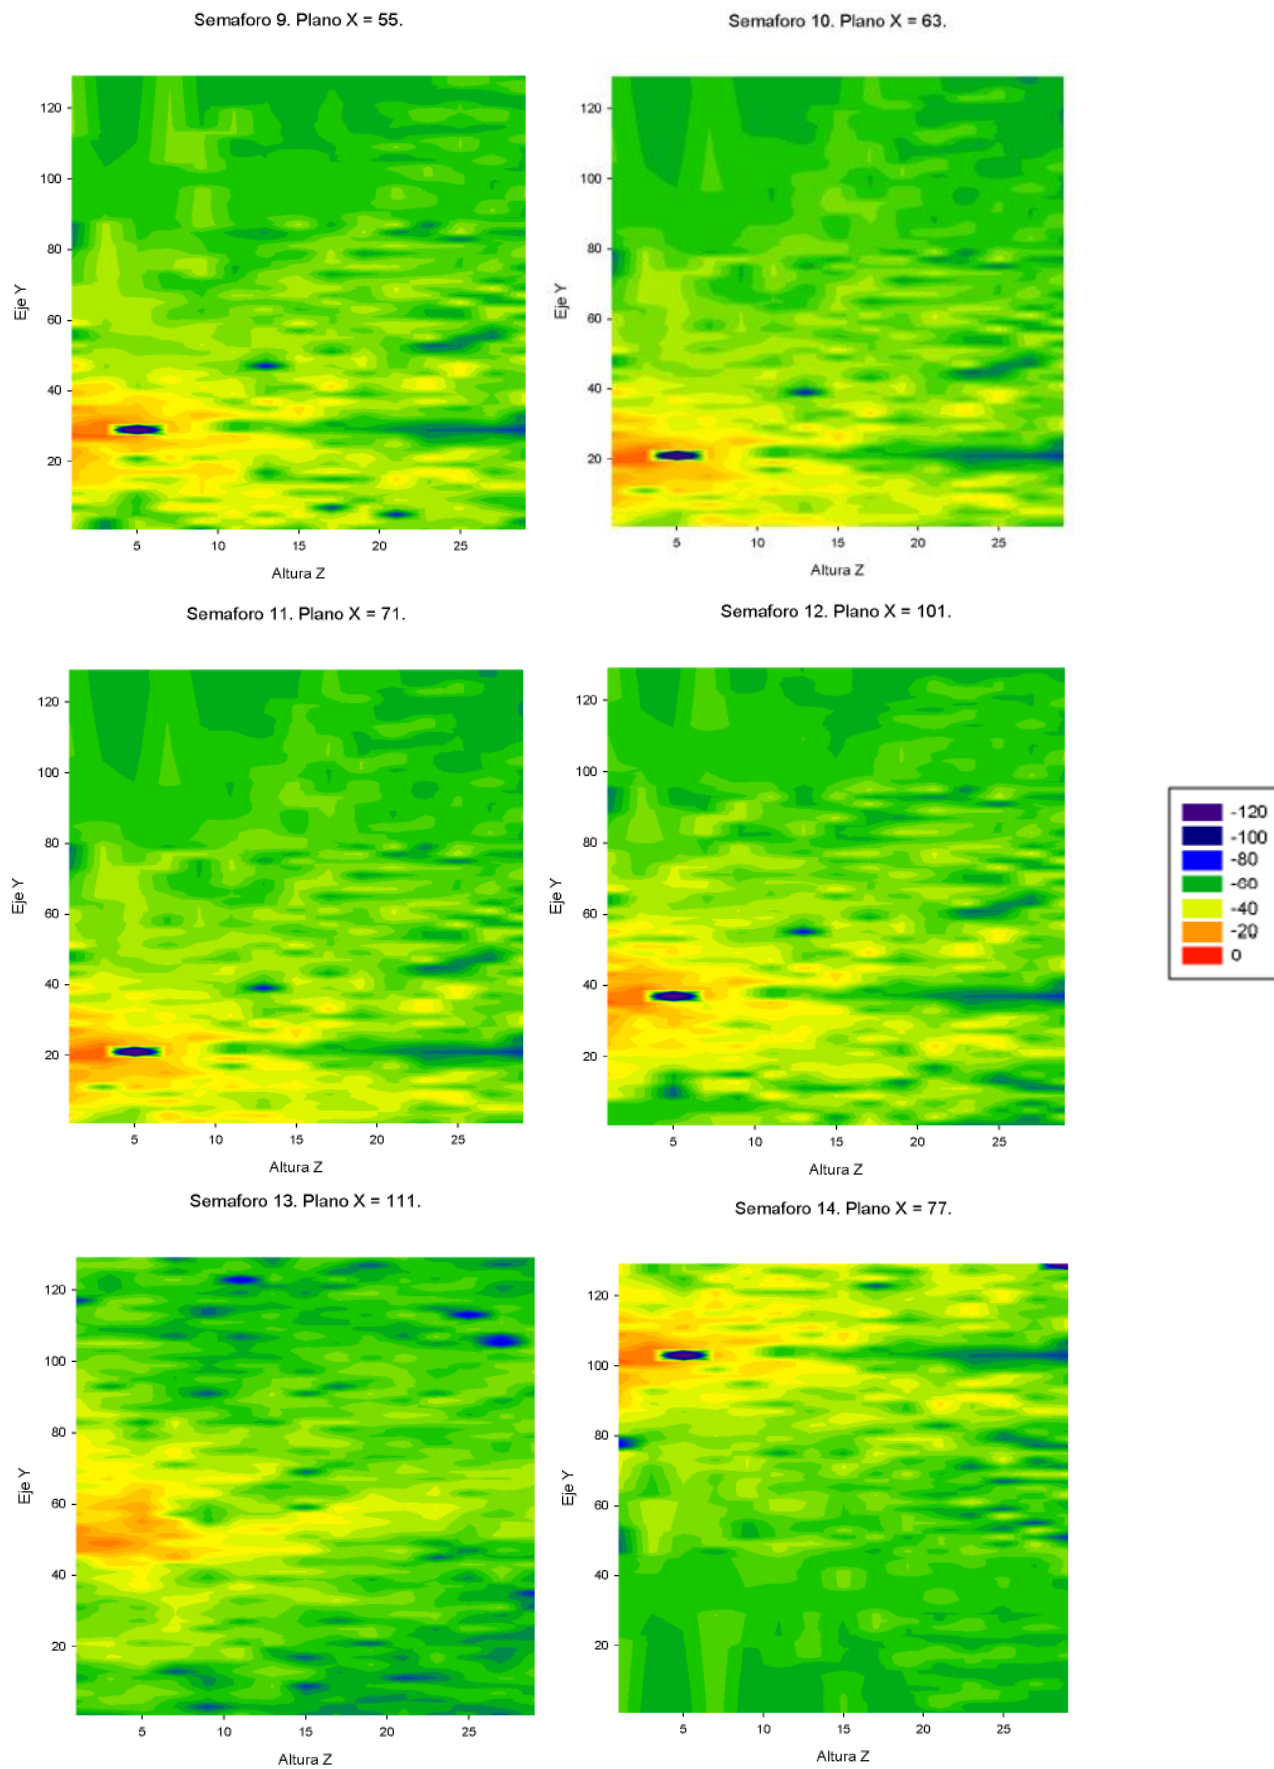 Semaforo 9. Plano X = 55.
Eje Y
120
100
80
60
40
20
5 10 15 20 25
Altura Z
Semaforo 10. Plano X = 63.
Eje Y
120
100
80
60
40
20
5 10 15 20 25
Altura Z
Semaforo 11. Plano X = 71.
Eje Y
120
100
80
60
40
20
5 10 15 20 25
Altura Z
Semaforo 12. Plano X = 101.
Eje Y
120
100
80
60
40
20
5 10 15 20 25
Altura Z
-120
-100
-80
-60
-40
-20
0
Semaforo 13. Plano X = 111.
Eje Y
120
100
80
60
40
20
5 10 15 20 25
Altura Z
Semaforo 14. Plano X = 77.
Eje Y
120
100
80
60
40
20
5 10 15 20 25
Altura Z